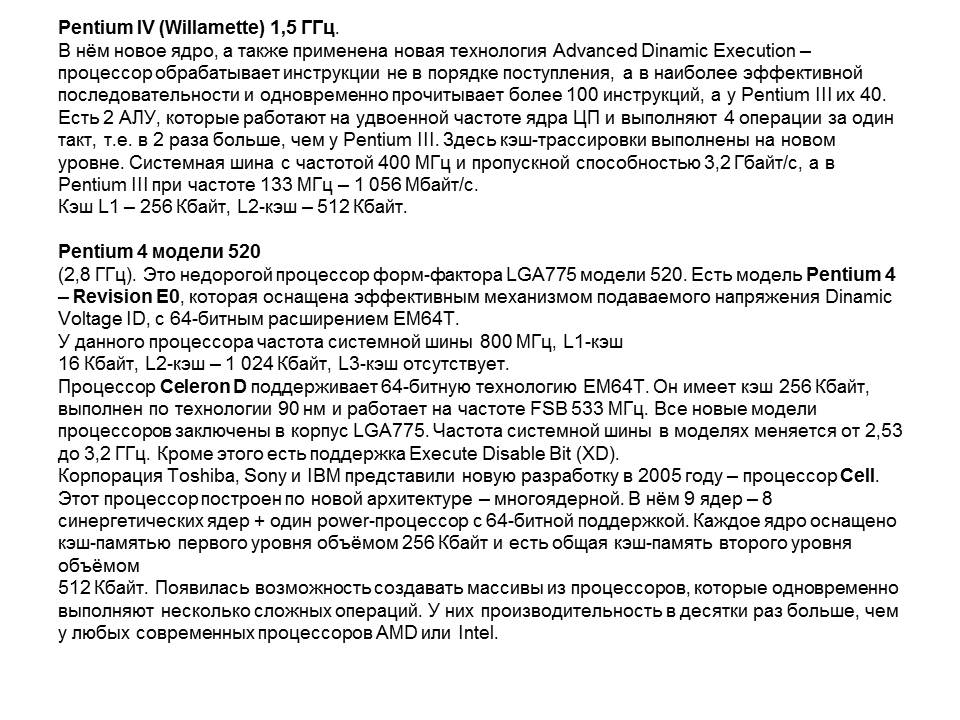 Pentium IV (Willamette) 1,5 ГГц.
В нём новое ядро, а также применена новая технология Advanced Dinamic Execution –
процессор обрабатывает инструкции не в порядке поступления, а в наиболее эффективной
последовательности и одновременно прочитывает более 100 инструкций, а у Pentium III их 40.
Есть 2 АЛУ, которые работают на удвоенной частоте ядра ЦП и выполняют 4 операции за один
такт, т.е. в 2 раза больше, чем у Pentium III. Здесь кэш-трассировки выполнены на новом
уровне. Системная шина с частотой 400 МГц и пропускной способностью 3,2 Гбайт/с, а в
Pentium III при частоте 133 МГц – 1 056 Мбайт/с.
Кэш L1 – 256 Кбайт, L2-кэш – 512 Кбайт.
Pentium 4 модели 520
(2,8 ГГц). Это недорогой процессор форм-фактора LGA775 модели 520. Есть модель Pentium 4
– Revision E0, которая оснащена эффективным механизмом подаваемого напряжения Dinamic
Voltage ID, с 64-битным расширением EM64T.
У данного процессора частота системной шины 800 МГц, L1-кэш
16 Кбайт, L2-кэш – 1 024 Кбайт, L3-кэш отсутствует.
Процессор Celeron D поддерживает 64-битную технологию EM64T. Он имеет кэш 256 Кбайт,
выполнен по технологии 90 нм и работает на частоте FSB 533 МГц. Все новые модели
процессоров заключены в корпус LGA775. Частота системной шины в моделях меняется от 2,53
до 3,2 ГГц. Кроме этого есть поддержка Execute Disable Bit (XD).
Корпорация Toshiba, Sony и IBM представили новую разработку в 2005 году – процессор Cell.
Этот процессор построен по новой архитектуре – многоядерной. В нём 9 ядер – 8
синергетических ядер + один power-процессор с 64-битной поддержкой. Каждое ядро оснащено
кэш-памятью первого уровня объёмом 256 Кбайт и есть общая кэш-память второго уровня
объёмом
512 Кбайт. Появилась возможность создавать массивы из процессоров, которые одновременно
выполняют несколько сложных операций. У них производительность в десятки раз больше, чем
у любых современных процессоров AMD или Intel.